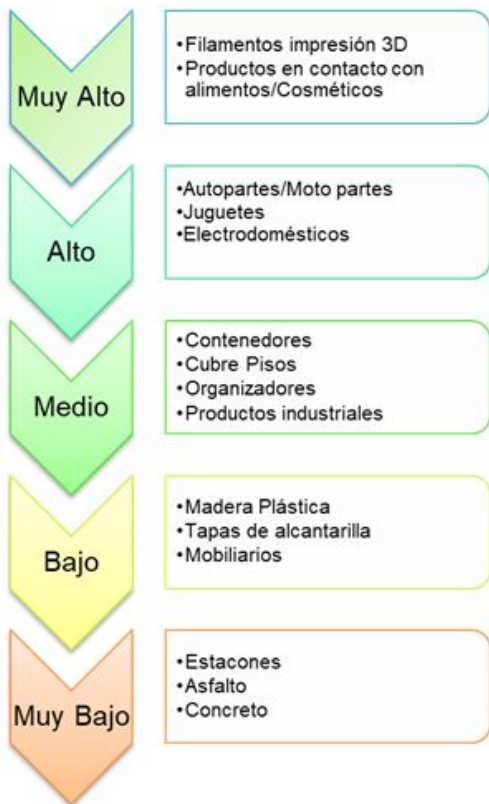 Muy Alto
•Filamentos impresión 3D
•Productos en contacto con
alimentos/Cosméticos
Alto
•Autopartes/Moto partes
•Juguetes
•Electrodomésticos
Medio
•Contenedores
•Cubre Pisos
•Organizadores
•Productos industriales
Bajo
•Madera Plástica
•Tapas de alcantarilla
•Mobiliarios
Muy Bajo
•Estacones
•Asfalto
•Concreto